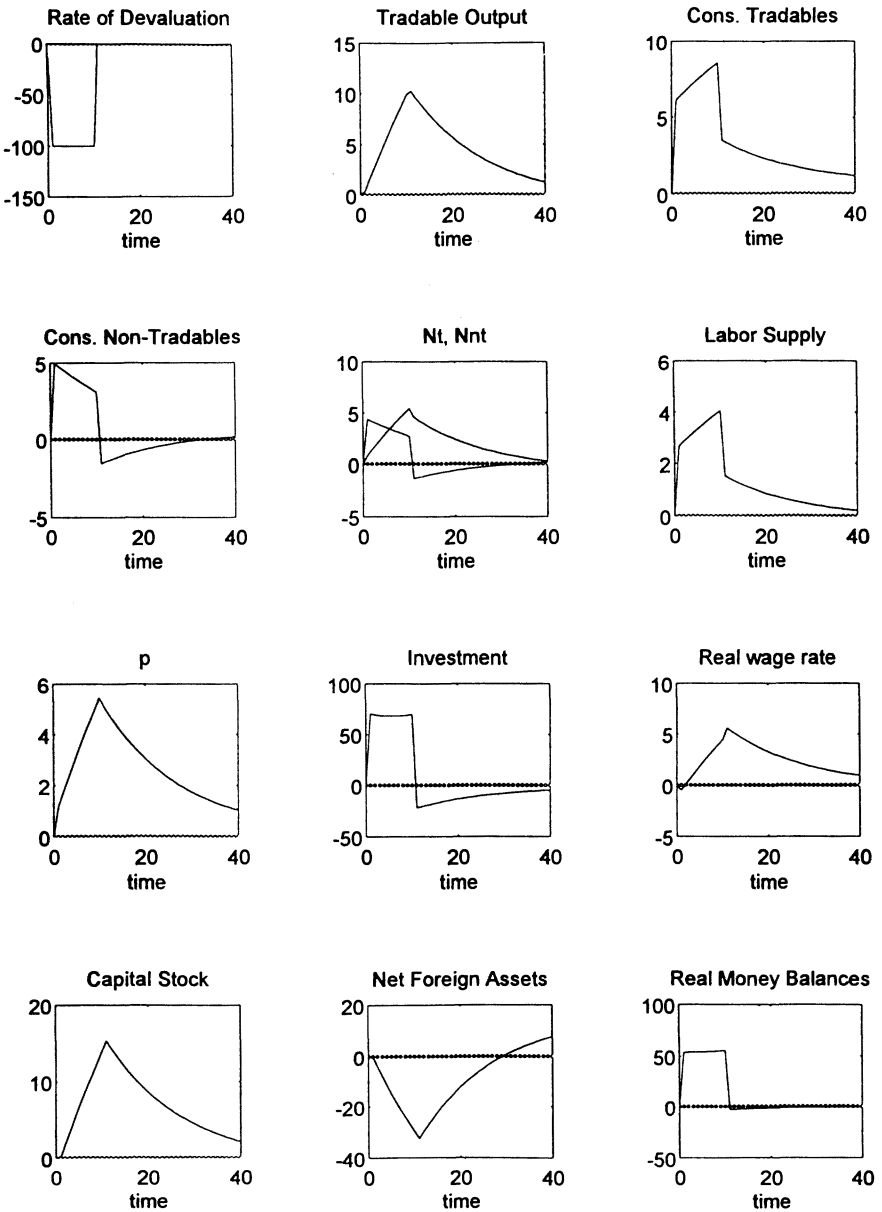 Rate of Devaluation
0
-50
-100
-150
0 20 40
time
Tradable Output
15
10
5
0
0 20 40
time
Cons. Tradables
10
5
0
0 20 40
time
Cons. Non-Tradables
5
0
-5
0 20 40
time
Nt, Nnt
10
5
0
-5
0 20 40
time
Labor Supply
6
4
2
0
0 20 40
time
p
6
4
2
0
0 20 40
time
Investment
100
50
0
-50
0 20 40
time
Real wage rate
10
5
0
-5
0 20 40
time
Capital Stock
20
10
0
0 20 40
time
Net Foreign Assets
20
0
-20
-40
0 20 40
time
Real Money Balances
100
50
0
-50
0 20 40
time